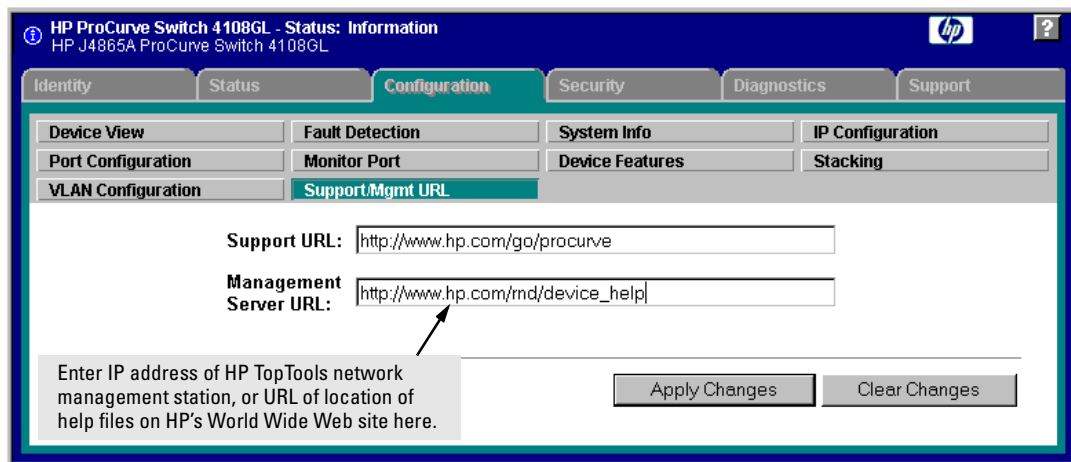 HP ProCurve Switch 4108GL - Status: Information
HP J4865A ProCurve Switch 4108GL
hp
?
Identity
Status
Configuration
Security
Diagnostics
Support
Device View
Fault Detection
System Info
IP Configuration
Port Configuration
Monitor Port
Device Features
Stacking
VLAN Configuration
Support/Mgmt URL
Support URL:
http://www.hp.com/go/procurve
Management
Server URL:
http://www.hp.com/rnd/device_help
Enter IP address of HP TopTools network
management station, or URL of location of
help files on HP's World Wide Web site here.
Apply Changes
Clear Changes